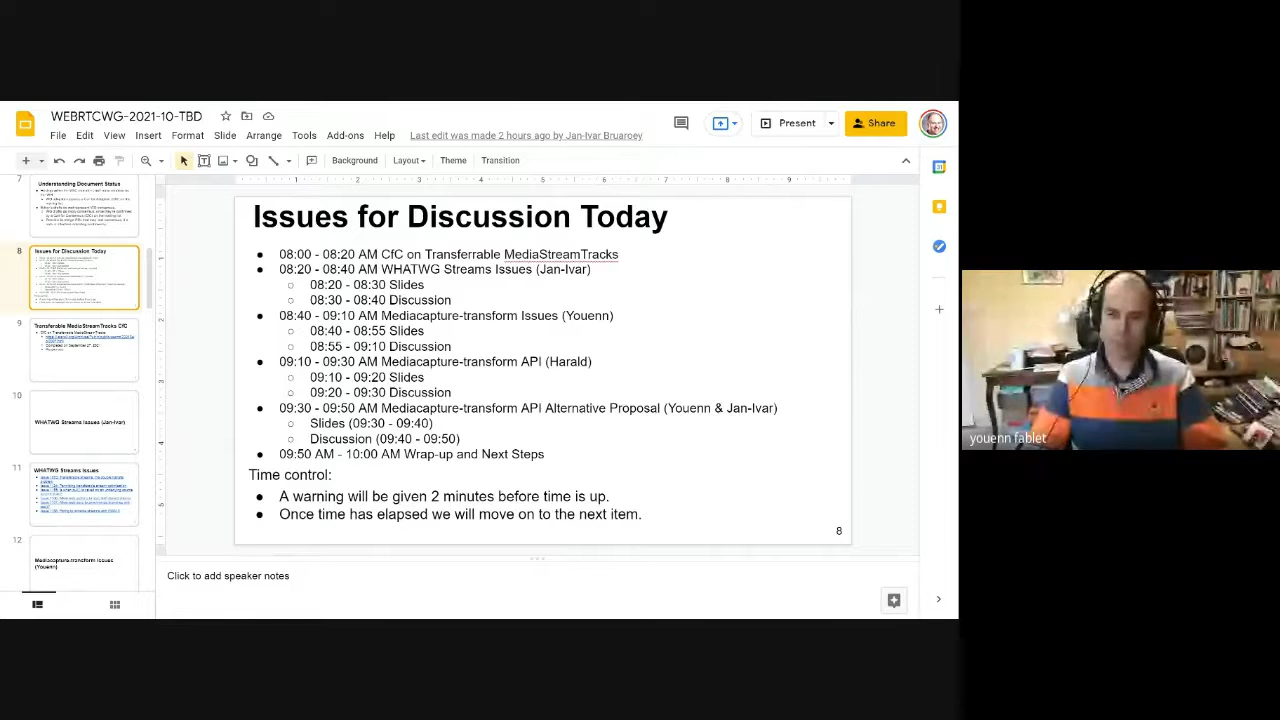 WEBRTCWG-2021-10-TBD
File Edit View Insert Format Slide Arrange Tools Add-ons Help Last edit was made 2 hours ago by Jan-Ivar Bruaroey
Present
Share
Background Layout Theme Transition
7
Understanding Document Status
8
Issues for Discussion Today
9
Transferable MediaStreamTracks CfC
10
WHATWG Streams Issues (Jan-Ivar)
11
WHATWG Streams Issues
12
Mediacapture-transform Issues
(Youenn)
Issues for Discussion Today
● 08:00 - 08:20 AM CfC on Transferrable MediaStreamTracks
● 08:20 - 08:40 AM WHATWG Streams Issues (Jan-Ivar)
○ 08:20 - 08:30 Slides
○ 08:30 - 08:40 Discussion
● 08:40 - 09:10 AM Mediacapture-transform Issues (Youenn)
○ 08:40 - 08:55 Slides
○ 08:55 - 09:10 Discussion
● 09:10 - 09:30 AM Mediacapture-transform API (Harald)
○ 09:10 - 09:20 Slides
○ 09:20 - 09:30 Discussion
● 09:30 - 09:50 AM Mediacapture-transform API Alternative Proposal (Youenn & Jan-Ivar)
○ Slides (09:30 - 09:40)
○ Discussion (09:40 - 09:50)
● 09:50 AM - 10:00 AM Wrap-up and Next Steps
Time control:
● A warning will be given 2 minutes before time is up.
● Once time has elapsed we will move on to the next item.
8
Click to add speaker notes
youenn fablet